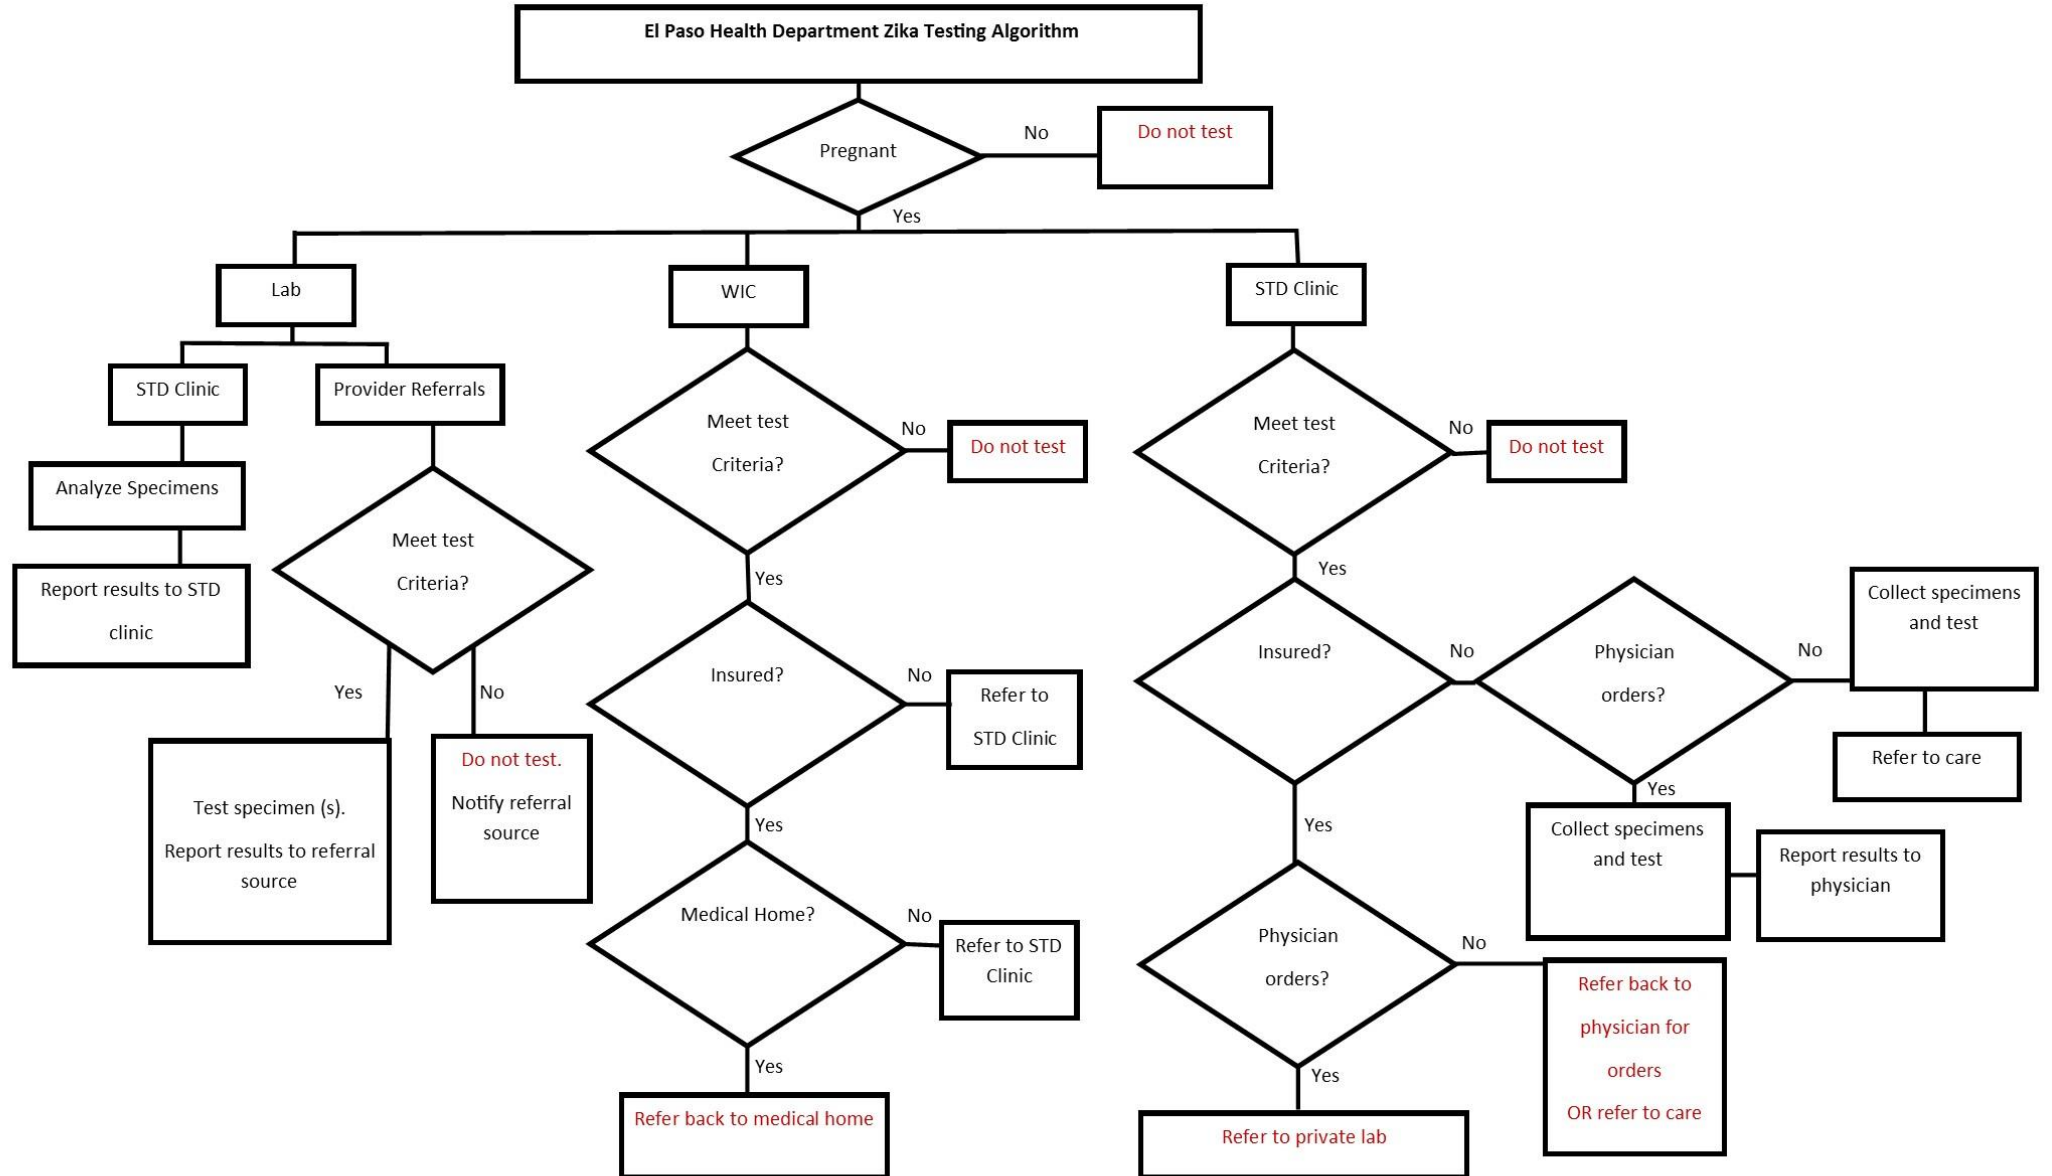 El Paso Health Department Zika Testing Algorithm
Pregnant
No
Do not test
Yes
Lab
WIC
STD Clinic
STD Clinic
Provider Referrals
Analyze Specimens
Report results to STD
clinic
Meet test
Criteria?
Yes
No
Test specimen (s).
Report results to referral
source
Do not test.
Notify referral
source
Meet test
Criteria?
No
Do not test
Yes
Insured?
No
Refer to
STD Clinic
Yes
Medical Home?
No
Refer to STD
Clinic
Yes
Refer back to medical home
Meet test
Criteria?
No
Do not test
Yes
Insured?
No
Physician
orders?
No
Collect specimens
and test
Refer to care
Yes
Collect specimens
and test
Report results to
physician
Yes
Physician
orders?
No
Refer back to
physician for
orders
OR refer to care
Yes
Refer to private lab